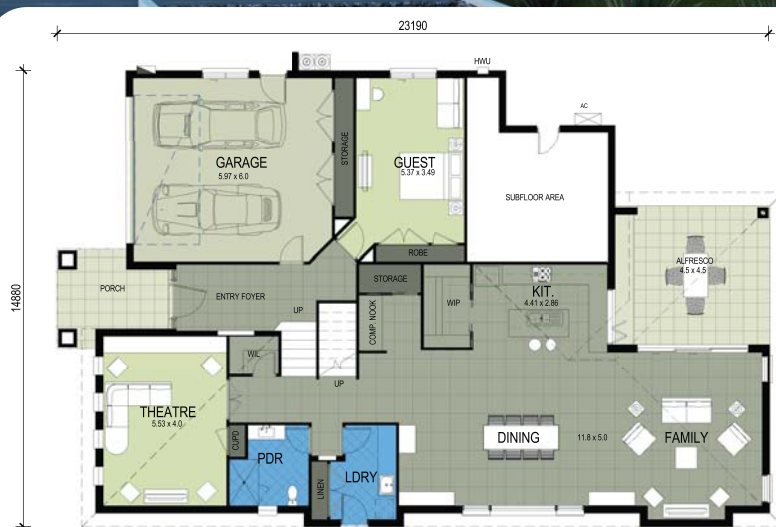 23190
HWU
AC
GARAGE
5.97 x 6.0
STORAGE
GUEST
5.37 x 3.49
SUBFLOOR AREA
ROBE
ALFRESCO
4.5 x 4.5
14880
PORCH
ENTRY FOYER
STORAGE
UP
COMP. NOOK
WIP
KIT.
4.41 x 2.86
WIL
UP
THEATRE
5.53 x 4.0
CUPD
PDR
LINEN
LDRY
DINING
11.8 x 5.0
FAMILY